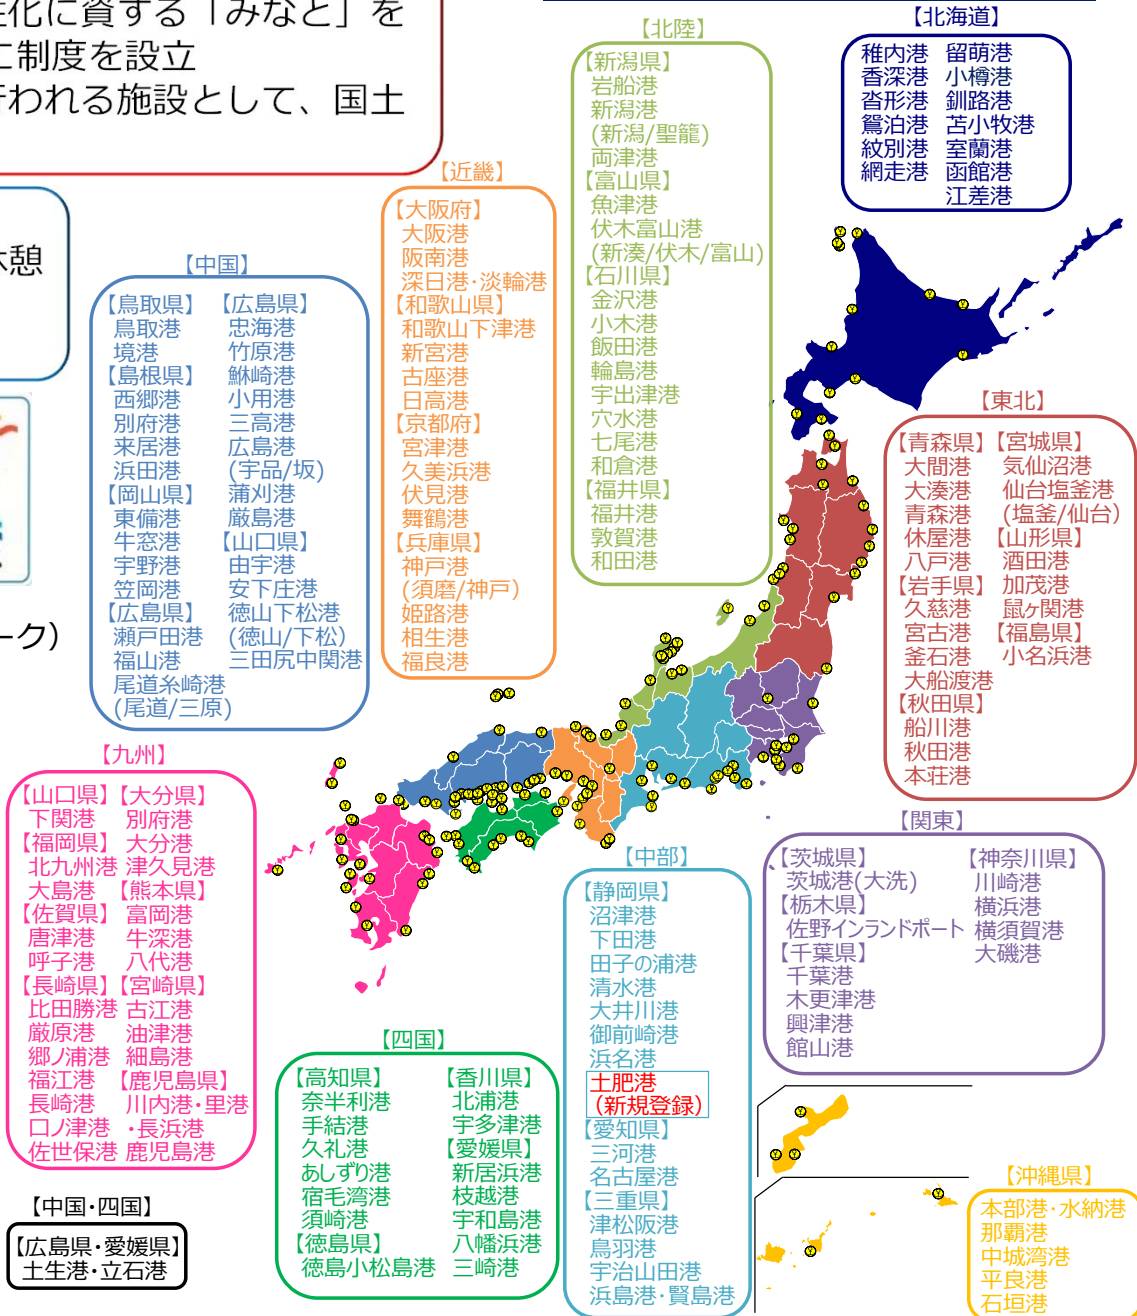 性化に資する「みなと」を
に制度を設立
行われる施設として、国土
休憩
ーク)
【北海道】
稚内港 留萌港
香深港 小樽港
沓形港 釧路港
鴛泊港 苫小牧港
紋別港 室蘭港
網走港 函館港
江差港
【北陸】
【新潟県】
岩船港
新潟港
(新潟/聖籠)
両津港
【富山県】
魚津港
伏木富山港
(新湊/伏木/富山)
【石川県】
金沢港
小木港
飯田港
輪島港
宇出津港
穴水港
七尾港
和倉港
【福井県】
福井港
敦賀港
和田港
【近畿】
【大阪府】
大阪港
阪南港
深日港・淡輪港
【和歌山県】
和歌山下津港
新宮港
古座港
日高港
【京都府】
宮津港
久美浜港
伏見港
舞鶴港
【兵庫県】
神戸港
(須磨/神戸)
姫路港
相生港
福良港
【中国】
【鳥取県】
鳥取港
境港
【島根県】
西郷港
別府港
来居港
浜田港
【岡山県】
東備港
牛窓港
宇野港
笠岡港
【広島県】
瀬戸田港
福山港
尾道糸崎港
(尾道/三原)
【広島県】
忠海港
竹原港
鮴崎港
小用港
三高港
広島港
(宇品/坂)
蒲刈港
厳島港
【山口県】
由宇港
安下庄港
徳山下松港
(徳山/下松)
三田尻中関港
【東北】
【青森県】
大間港
大湊港
青森港
休屋港
八戸港
【岩手県】
久慈港
宮古港
釜石港
大船渡港
【秋田県】
船川港
秋田港
本荘港
【宮城県】
気仙沼港
仙台塩釜港
(塩釜/仙台)
【山形県】
酒田港
加茂港
鼠ヶ関港
【福島県】
小名浜港
【九州】
【山口県】
下関港
【福岡県】
北九州港
大島港
【佐賀県】
唐津港
呼子港
【長崎県】
比田勝港
厳原港
郷ノ浦港
福江港
長崎港
口ノ津港
佐世保港
【大分県】
別府港
大分港
津久見港
【熊本県】
富岡港
牛深港
八代港
【宮崎県】
古江港
油津港
細島港
【鹿児島県】
川内港・里港
・長浜港
鹿児島港
【関東】
【茨城県】
茨城港(大洗)
【栃木県】
佐野インランドポート
【千葉県】
千葉港
木更津港
興津港
館山港
【神奈川県】
川崎港
横浜港
横須賀港
大磯港
【中部】
【静岡県】
沼津港
下田港
田子の浦港
清水港
大井川港
御前崎港
浜名港
土肥港
(新規登録)
【愛知県】
三河港
名古屋港
【三重県】
津松阪港
鳥羽港
宇治山田港
浜島港・賢島港
【四国】
【高知県】
奈半利港
手結港
久礼港
あしずり港
宿毛湾港
須崎港
【徳島県】
徳島小松島港
【香川県】
北浦港
宇多津港
【愛媛県】
新居浜港
枝越港
宇和島港
八幡浜港
三崎港
【中国・四国】
【広島県・愛媛県】
土生港・立石港
【沖縄県】
本部港・水納港
那覇港
中城湾港
平良港
石垣港